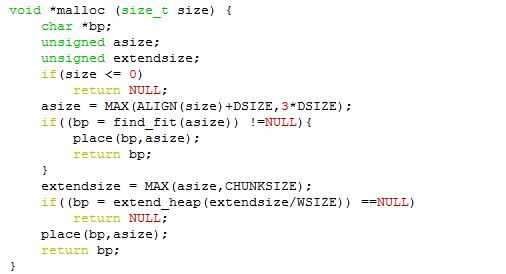 void *malloc (size_t size) {
    char *bp;
    unsigned asize;
    unsigned extendsize;
    if(size <= 0)
        return NULL;
    asize = MAX(ALIGN(size)+DSIZE,3*DSIZE);
    if((bp = find_fit(asize)) !=NULL){
        place(bp,asize);
        return bp;
    }
    extendsize = MAX(asize,CHUNKSIZE);
    if((bp = extend_heap(extendsize/WSIZE)) ==NULL)
        return NULL;
    place(bp,asize);
    return bp;
}